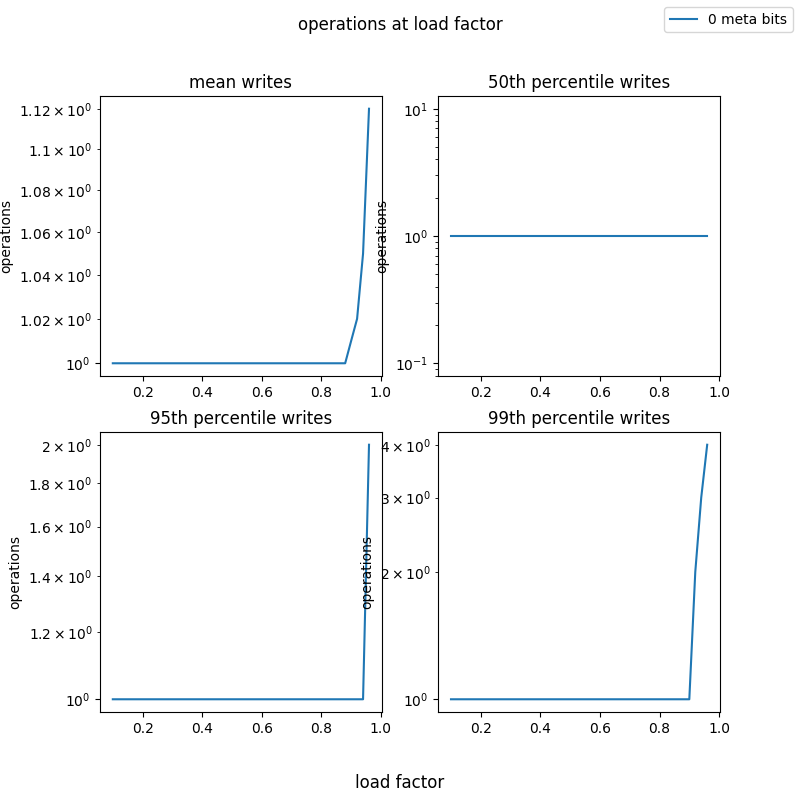 operations at load factor
0 meta bits
mean writes
1.12 × 10⁰
1.1 × 10⁰
1.08 × 10⁰
1.06 × 10⁰
1.04 × 10⁰
1.02 × 10⁰
10⁰
operations
0.2 0.4 0.6 0.8 1.0
50th percentile writes
10¹
10⁰
10⁻¹
operations
0.2 0.4 0.6 0.8 1.0
95th percentile writes
2 × 10⁰
1.8 × 10⁰
1.6 × 10⁰
1.4 × 10⁰
1.2 × 10⁰
10⁰
operations
0.2 0.4 0.6 0.8 1.0
99th percentile writes
4 × 10⁰
3 × 10⁰
2 × 10⁰
10⁰
operations
0.2 0.4 0.6 0.8 1.0
load factor